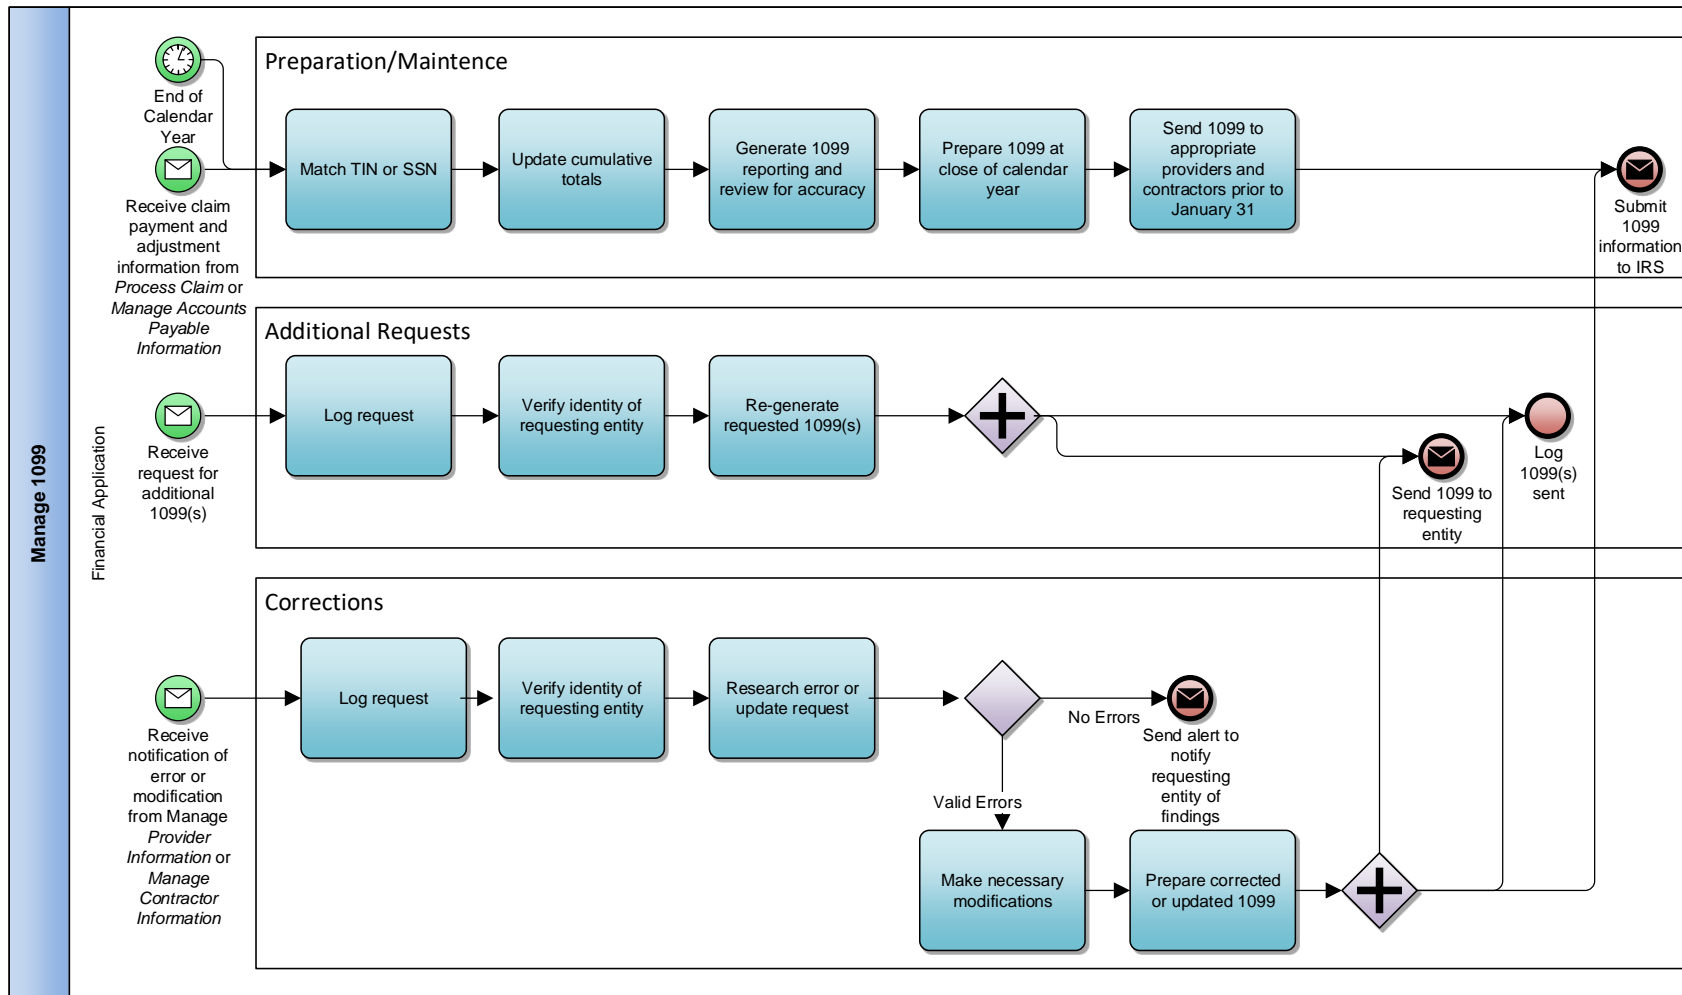 Manage 1099
Financial Application
End of
Calendar
Year
Receive claim
payment and
adjustment
information from
Process Claim or
Manage Accounts
Payable
Information
Preparation/Maintence
Match TIN or SSN
Update cumulative
totals
Generate 1099
reporting and
review for accuracy
Prepare 1099 at
close of calendar
year
Send 1099 to
appropriate
providers and
contractors prior to
January 31
Submit
1099
information
to IRS
Receive
request for
additional
1099(s)
Additional Requests
Log request
Verify identity of
requesting entity
Re-generate
requested 1099(s)
Send 1099 to
requesting
entity
Log
1099(s)
sent
Receive
notification of
error or
modification
from Manage
Provider
Information or
Manage
Contractor
Information
Corrections
Log request
Verify identity of
requesting entity
Research error or
update request
No Errors
Send alert to
notify
requesting
entity of
findings
Valid Errors
Make necessary
modifications
Prepare corrected
or updated 1099